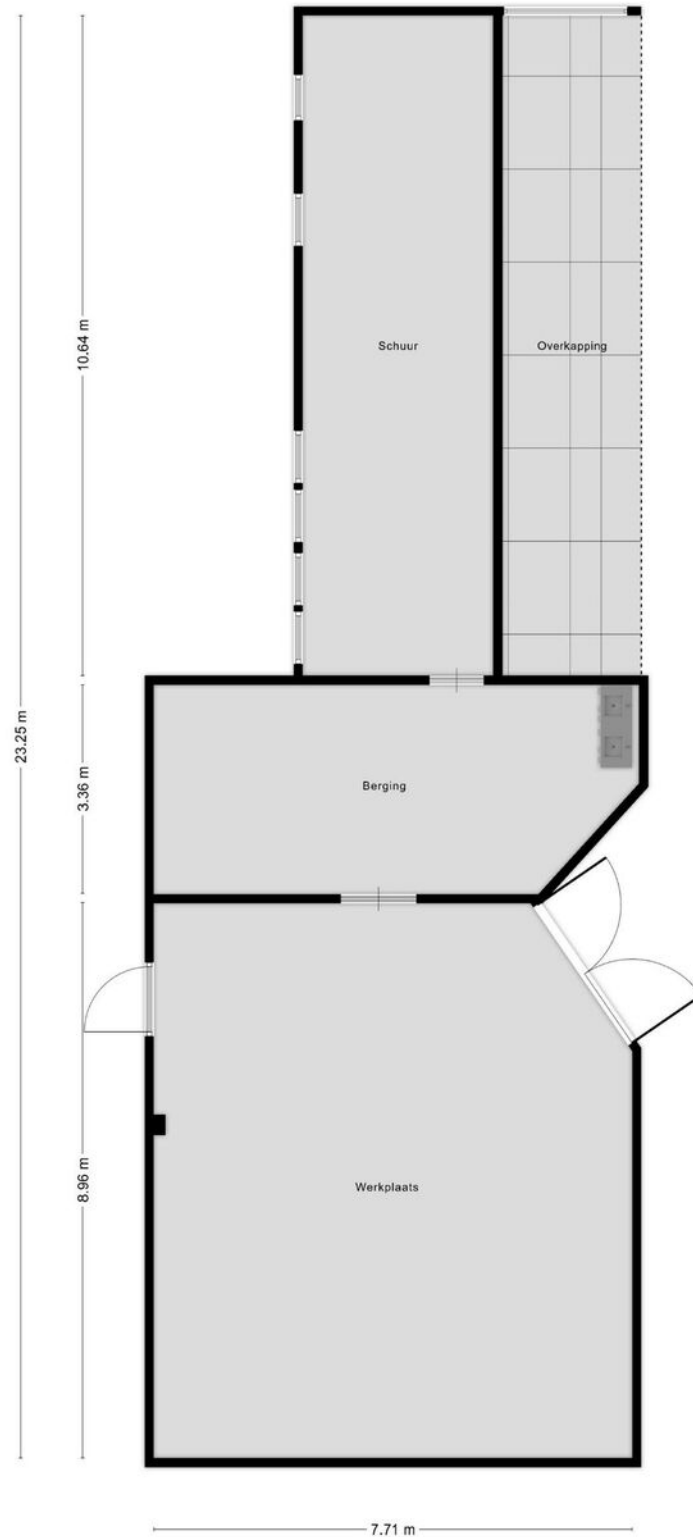 10.64 m
Schuur
Overkapping
23.25 m
3.36 m
Berging
8.96 m
Werkplaats
7.71 m